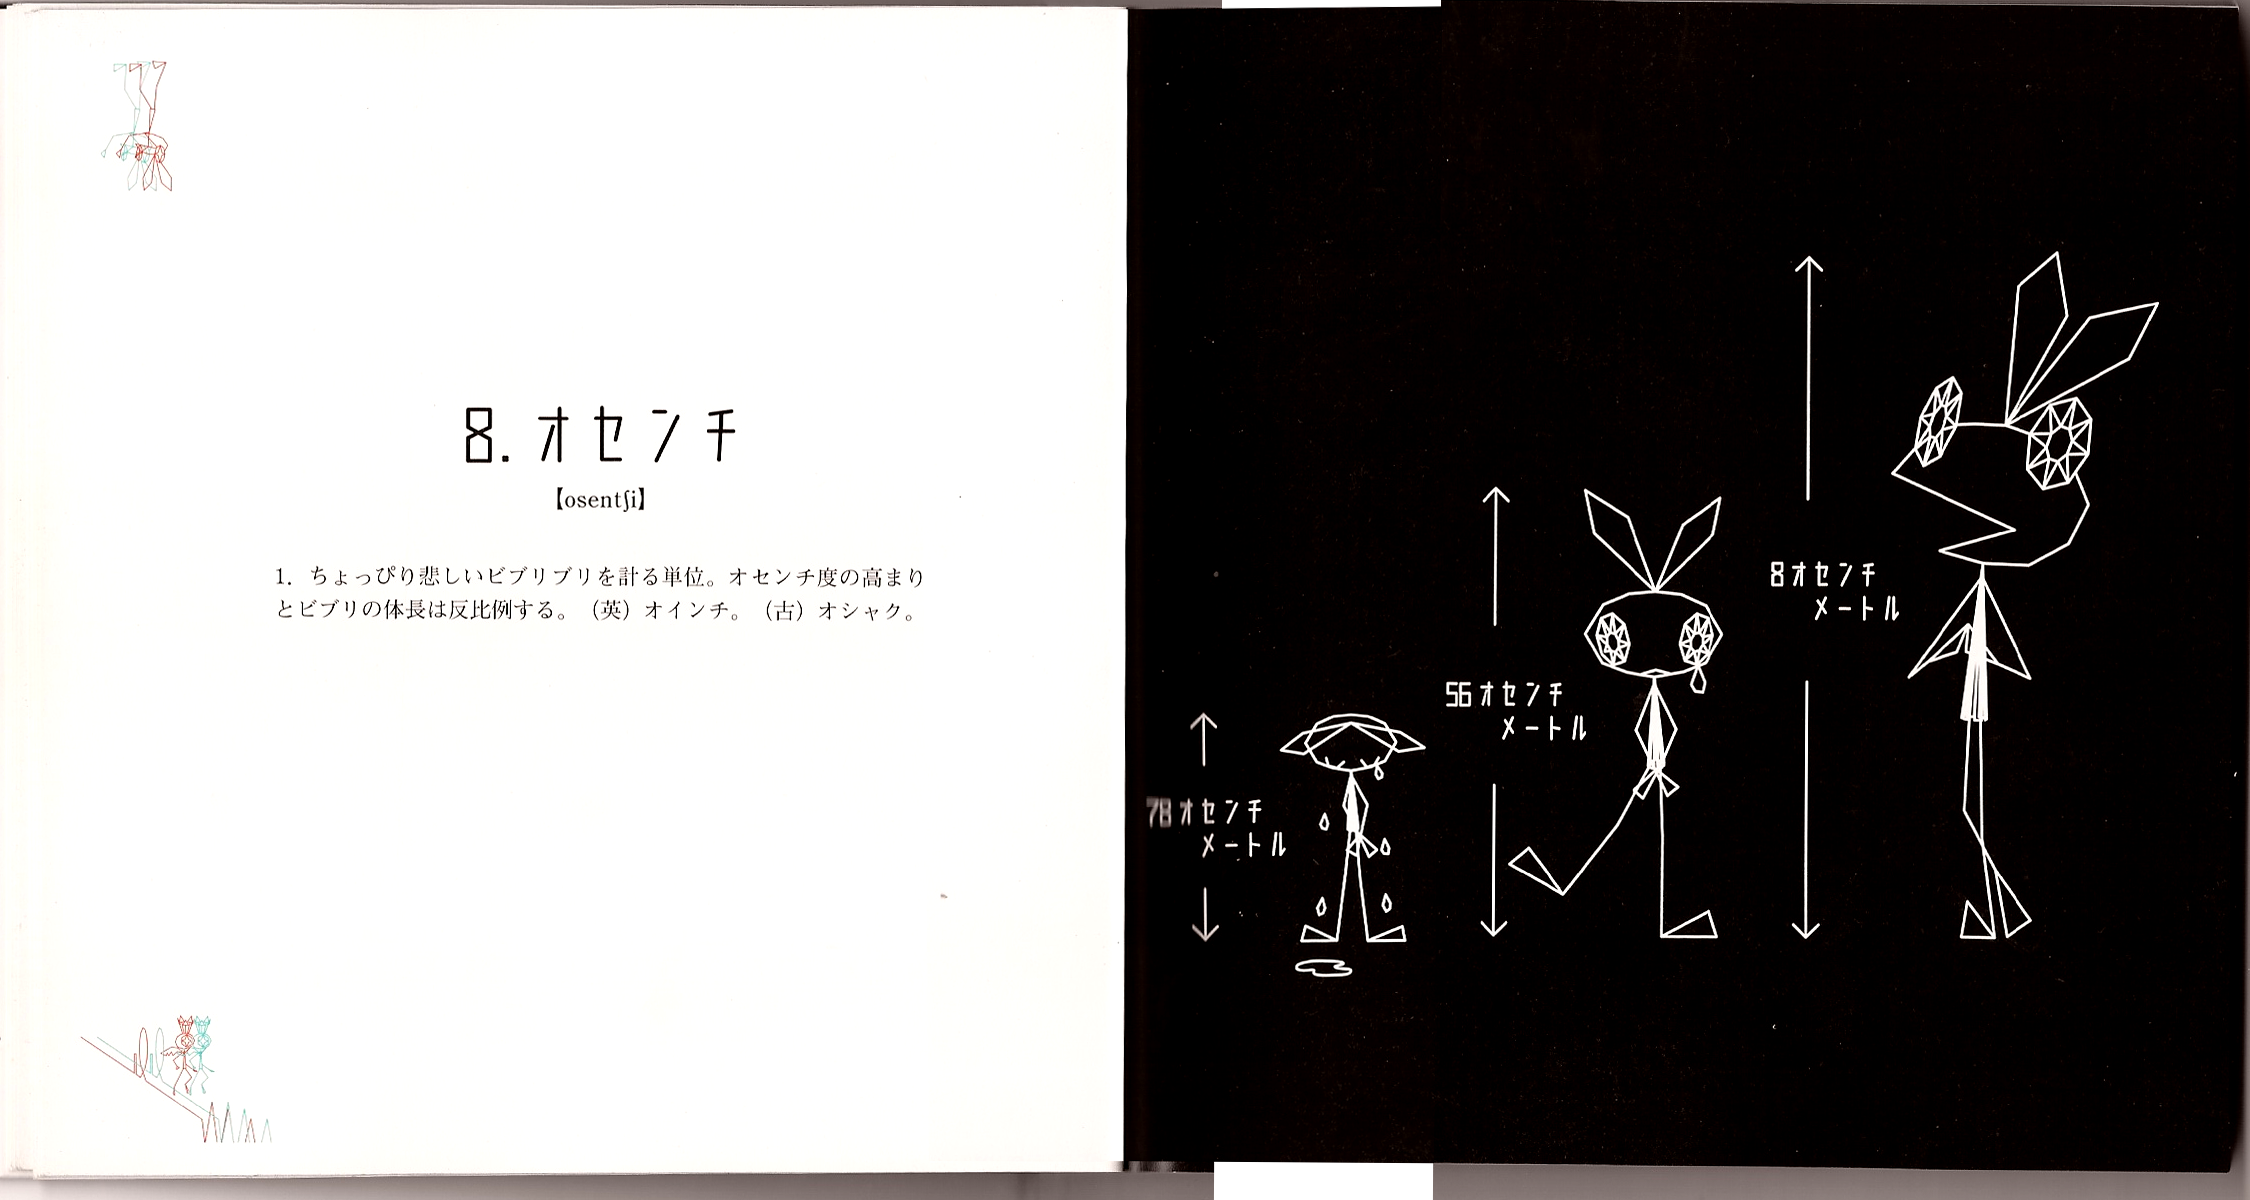 8. オセンチ
【osentʃi】
1. ちょっぴり悲しいビブリブリを計る単位。オセンチ度の高まり
とビブリの体長は反比例する。（英）オインチ。（古）オシャク。
78オセンチ
メートル
56オセンチ
メートル
8オセンチ
メートル